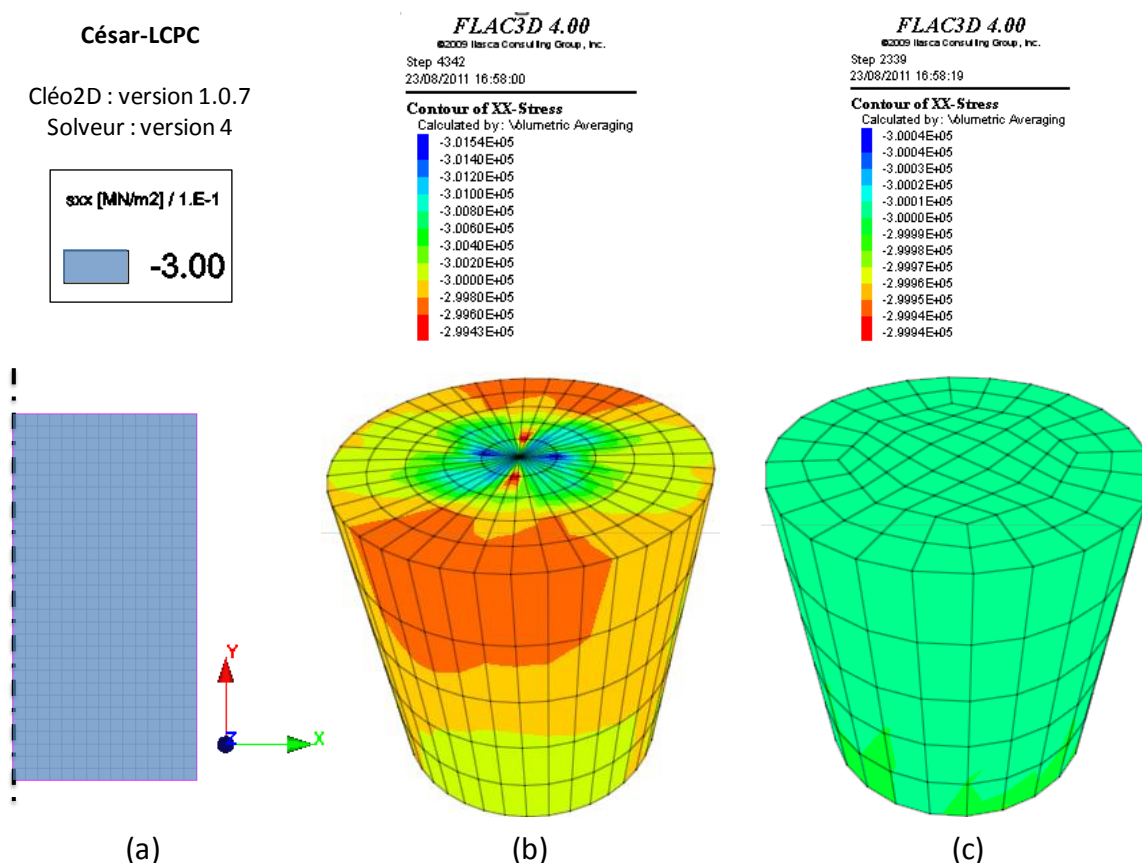 César-LCPC
Cléo2D : version 1.0.7
Solveur : version 4
sxx [MN/m2] / 1.E-1
-3.00
Y
Z
X
(a)
FLAC3D 4.00
©2009 Itasca Consulting Group, Inc.
Step 4342
23/08/2011 16:58:00
Contour of XX-Stress
Calculated by: Volumetric Averaging
-3.0154E+05
-3.0140E+05
-3.0120E+05
-3.0100E+05
-3.0080E+05
-3.0060E+05
-3.0040E+05
-3.0020E+05
-3.0000E+05
-2.9980E+05
-2.9960E+05
-2.9943E+05
(b)
FLAC3D 4.00
©2009 Itasca Consulting Group, Inc.
Step 2339
23/08/2011 16:58:19
Contour of XX-Stress
Calculated by: Volumetric Averaging
-3.0004E+05
-3.0004E+05
-3.0003E+05
-3.0002E+05
-3.0001E+05
-3.0000E+05
-2.9999E+05
-2.9998E+05
-2.9997E+05
-2.9996E+05
-2.9995E+05
-2.9994E+05
-2.9994E+05
(c)